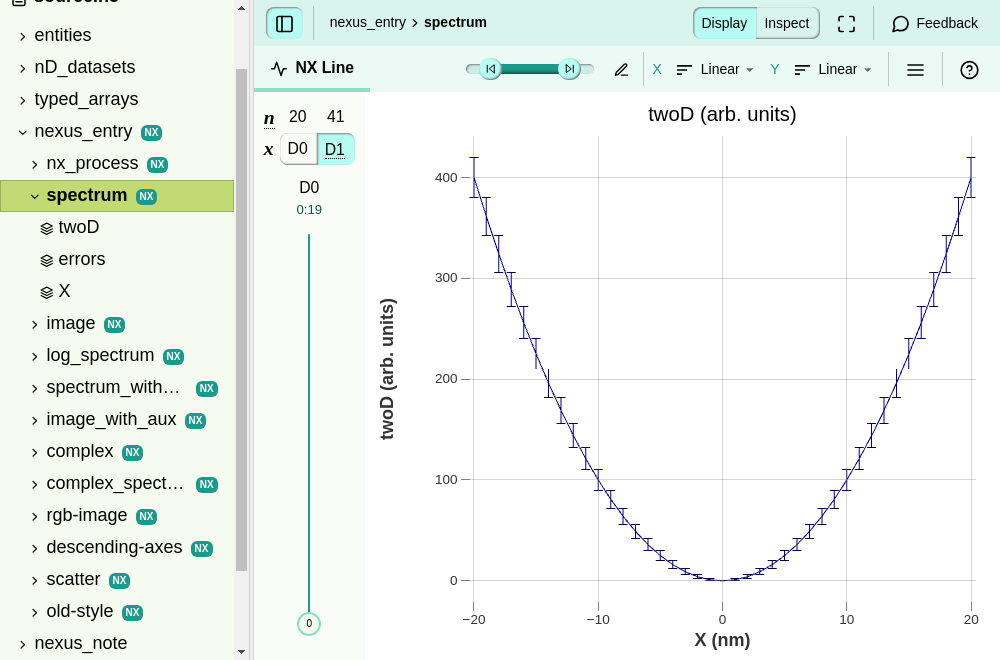 entities
nD_datasets
typed_arrays
nexus_entry NX
nx_process NX
spectrum NX
twoD
errors
X
image NX
log_spectrum NX
spectrum_with… NX
image_with_aux NX
complex NX
complex_spect… NX
rgb-image NX
descending-axes NX
scatter NX
old-style NX
nexus_note
nexus_entry › spectrum
Display Inspect
Feedback
NX Line
X Linear
Y Linear
n 20 41
x D0 D1
D0
0:19
0
twoD (arb. units)
400
300
200
100
0
twoD (arb. units)
−20 −10 0 10 20
X (nm)